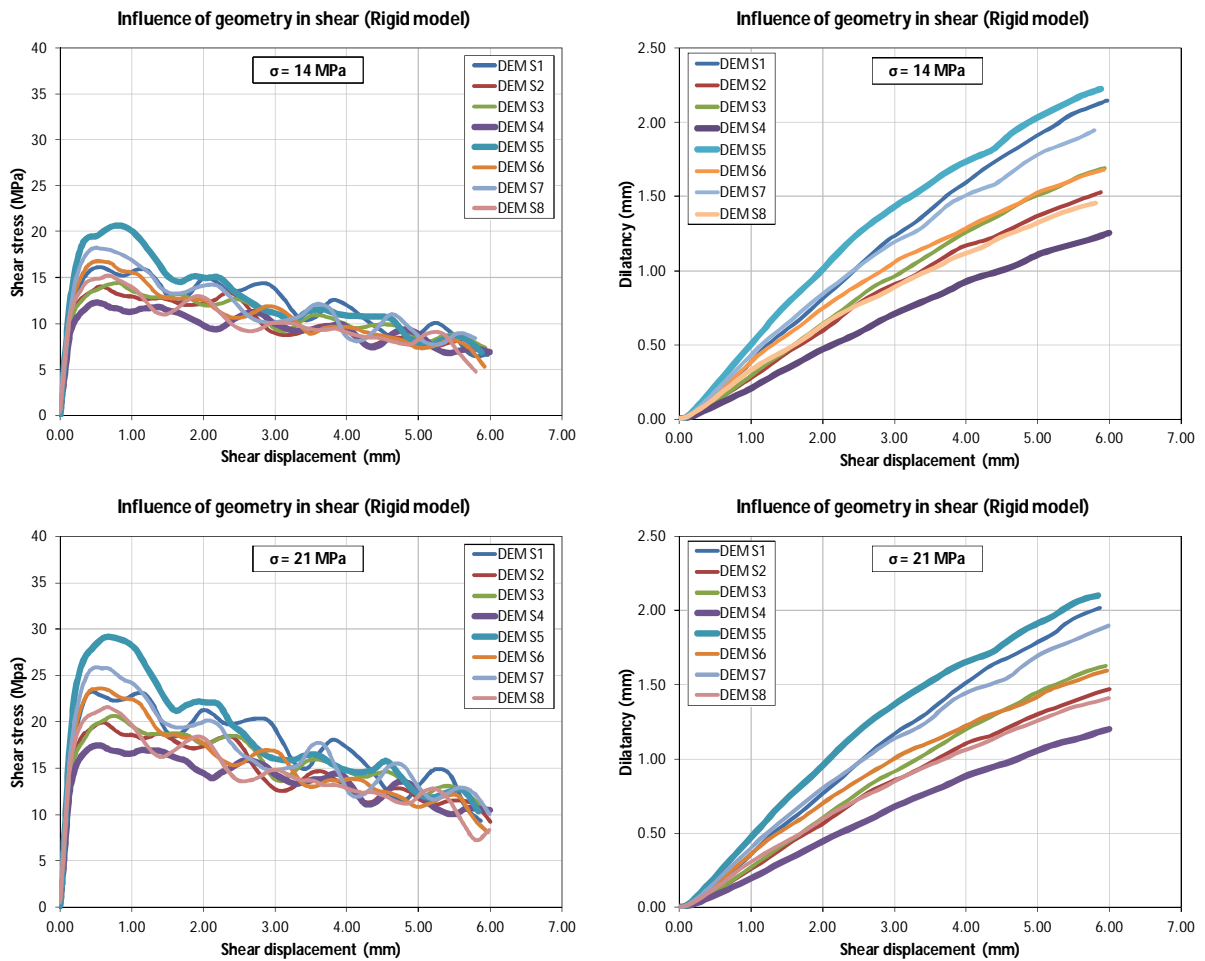 Influence of geometry in shear (Rigid model)
σ = 14 MPa
Shear stress (MPa)
40
35
30
25
20
15
10
5
0
0.00 1.00 2.00 3.00 4.00 5.00 6.00 7.00
Shear displacement (mm)
DEM S1
DEM S2
DEM S3
DEM S4
DEM S5
DEM S6
DEM S7
DEM S8
Influence of geometry in shear (Rigid model)
σ = 14 MPa
Dilatancy (mm)
2.50
2.00
1.50
1.00
0.50
0.00
0.00 1.00 2.00 3.00 4.00 5.00 6.00 7.00
Shear displacement (mm)
DEM S1
DEM S2
DEM S3
DEM S4
DEM S5
DEM S6
DEM S7
DEM S8
Influence of geometry in shear (Rigid model)
σ = 21 MPa
Shear stress (Mpa)
40
35
30
25
20
15
10
5
0
0.00 1.00 2.00 3.00 4.00 5.00 6.00 7.00
Shear displacement (mm)
DEM S1
DEM S2
DEM S3
DEM S4
DEM S5
DEM S6
DEM S7
DEM S8
Influence of geometry in shear (Rigid model)
σ = 21 MPa
Dilatancy (mm)
2.50
2.00
1.50
1.00
0.50
0.00
0.00 1.00 2.00 3.00 4.00 5.00 6.00 7.00
Shear displacement (mm)
DEM S1
DEM S2
DEM S3
DEM S4
DEM S5
DEM S6
DEM S7
DEM S8